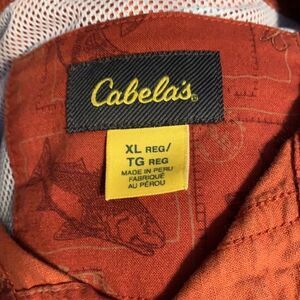 Cabela's
XL REG/
TG REG
MADE IN PERU
FABRIQUÉ
AU PÉROU